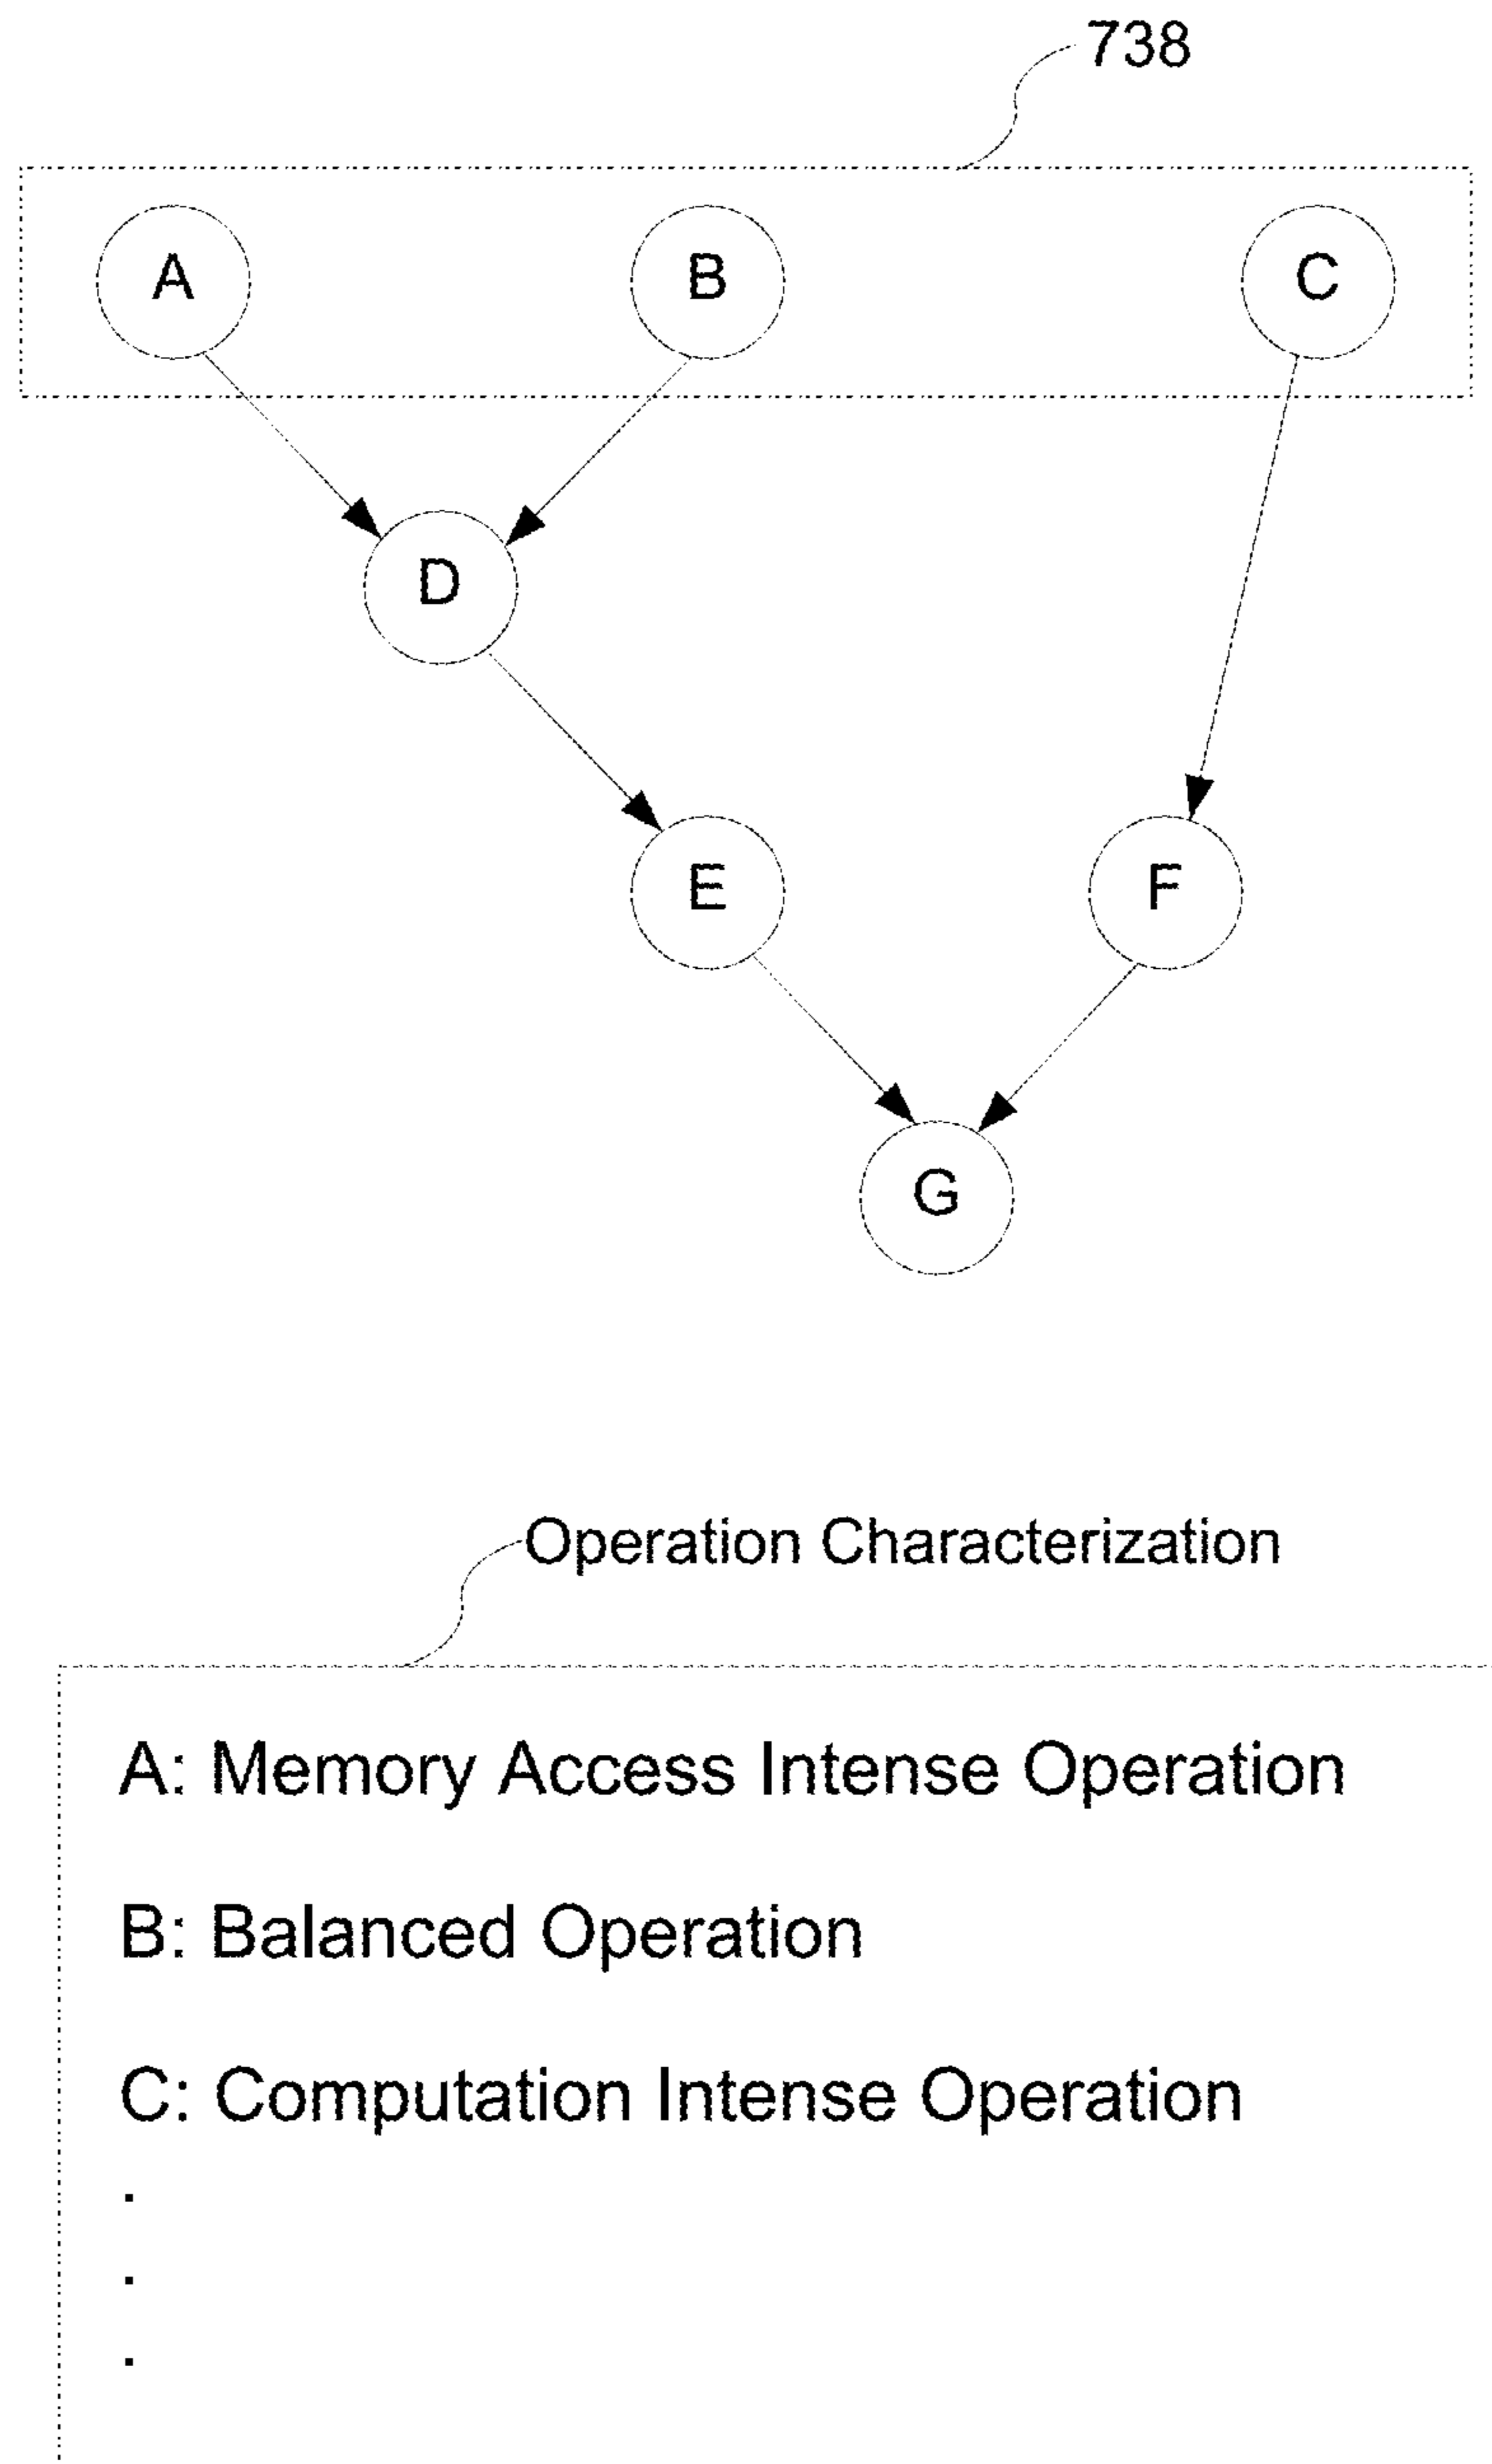 738
A
B
C
D
E
F
G
Operation Characterization
A: Memory Access Intense Operation
B: Balanced Operation
C: Computation Intense Operation
.
.
.